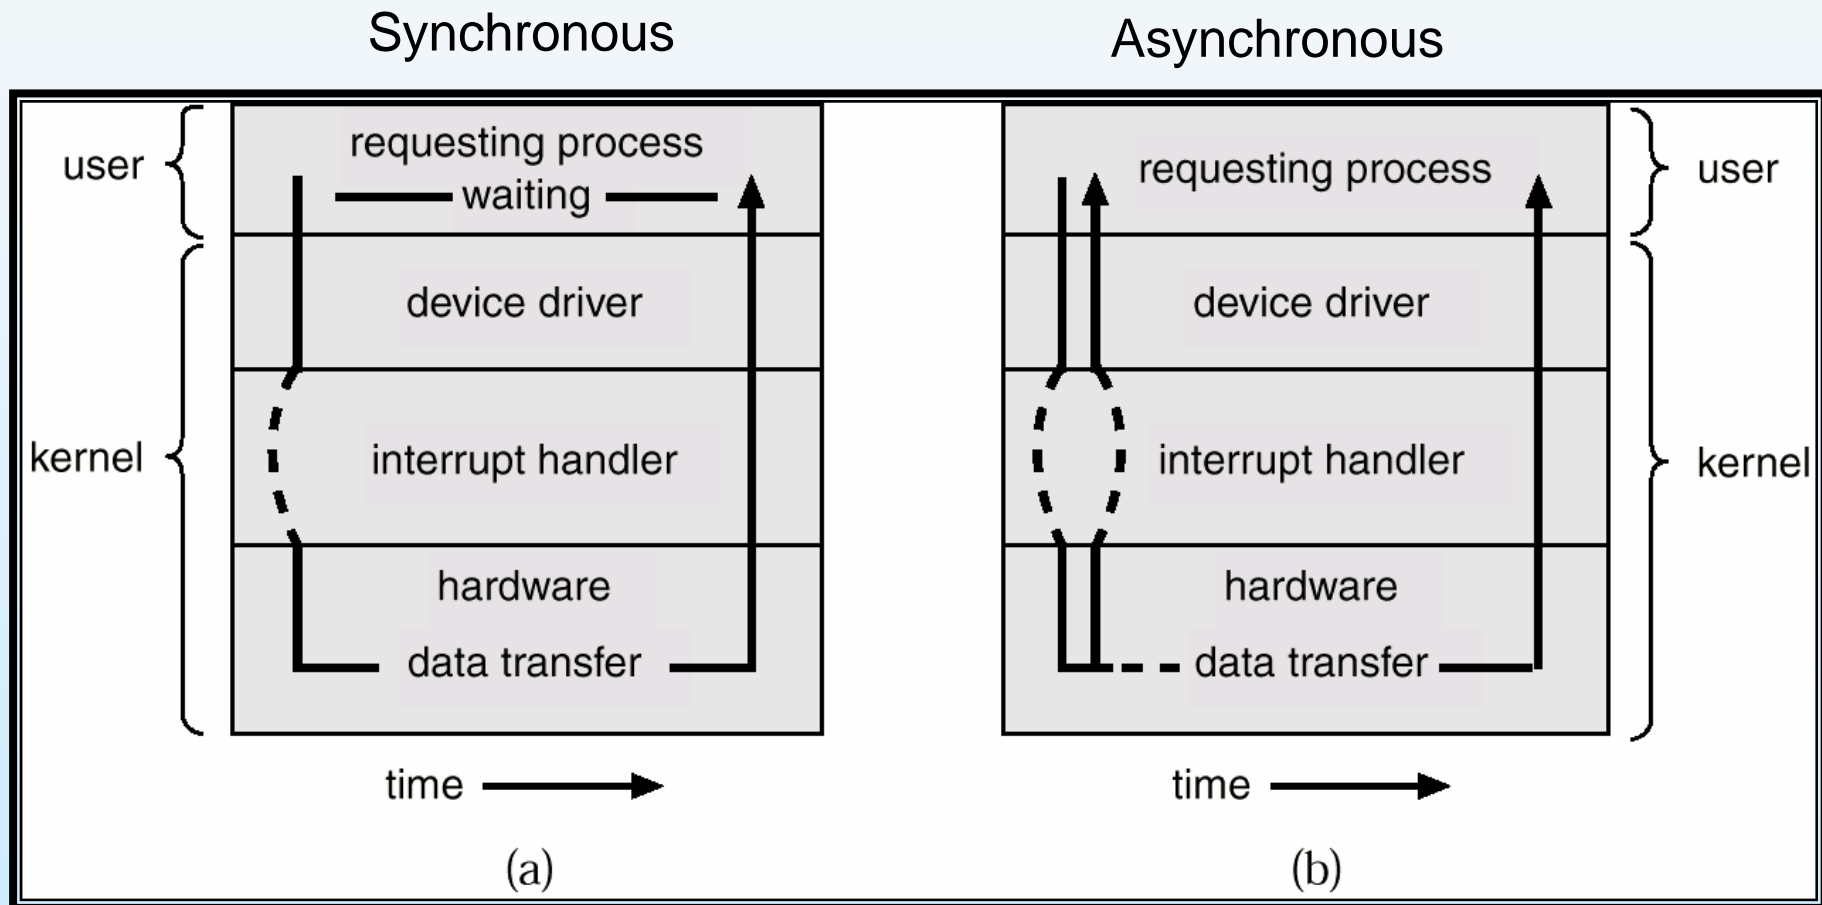 Synchronous
Asynchronous
user
requesting process
waiting
device driver
kernel
interrupt handler
hardware
data transfer
time
(a)
requesting process
user
device driver
interrupt handler
kernel
hardware
data transfer
time
(b)